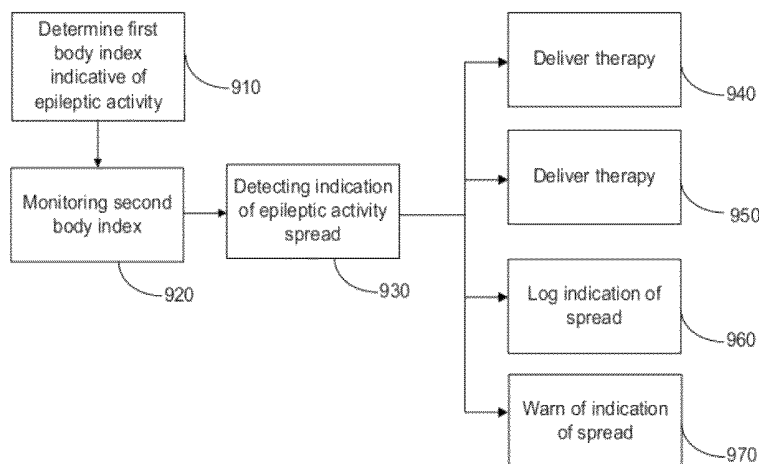 Determine first
body index
indicative of
epileptic activity
910
Monitoring second
body index
920
Detecting indication
of epileptic activity
spread
930
Deliver therapy
940
Deliver therapy
950
Log indication of
spread
960
Warn of indication
of spread
970